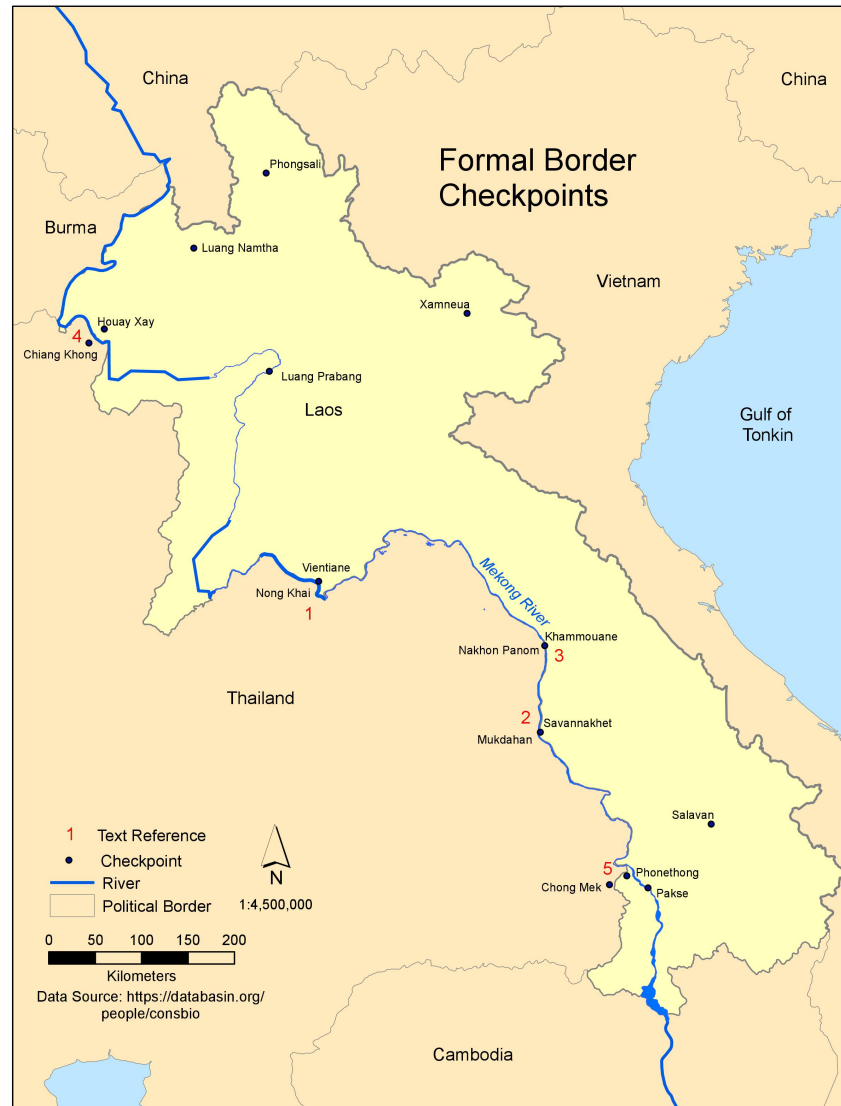 China
China
Formal Border
Checkpoints
Phongsali
Burma
Luang Namtha
Vietnam
Xamneua
Houay Xay
4
Chiang Khong
Luang Prabang
Laos
Gulf of
Tonkin
Vientiane
Nong Khai
1
Mekong River
Khammouane
Nakhon Panom
3
Thailand
2
Savannakhet
Mukdahan
Salavan
5
Phonethong
Chong Mek
Pakse
1 Text Reference
Checkpoint
River
Political Border
N
1:4,500,000
0 50 100 150 200
Kilometers
Data Source: https://databasin.org/
people/consbio
Cambodia